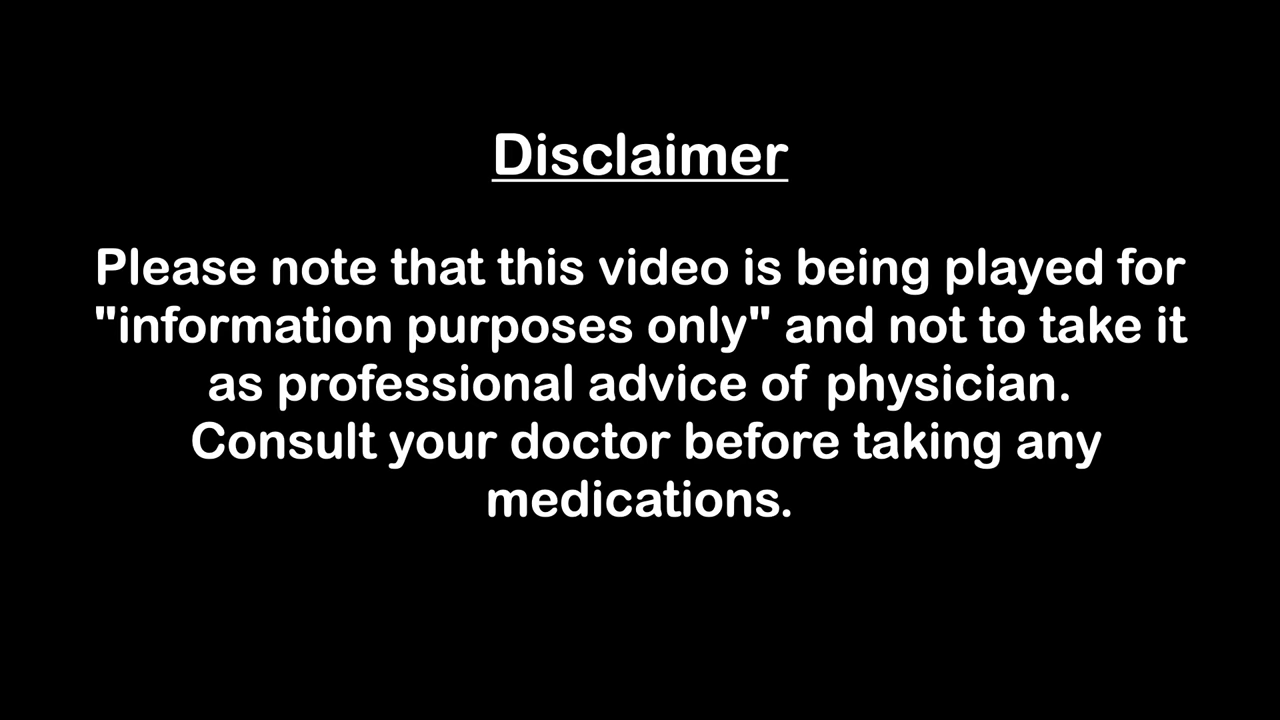 Disclaimer
Please note that this video is being played for
"information purposes only" and not to take it
as professional advice of physician.
Consult your doctor before taking any
medications.